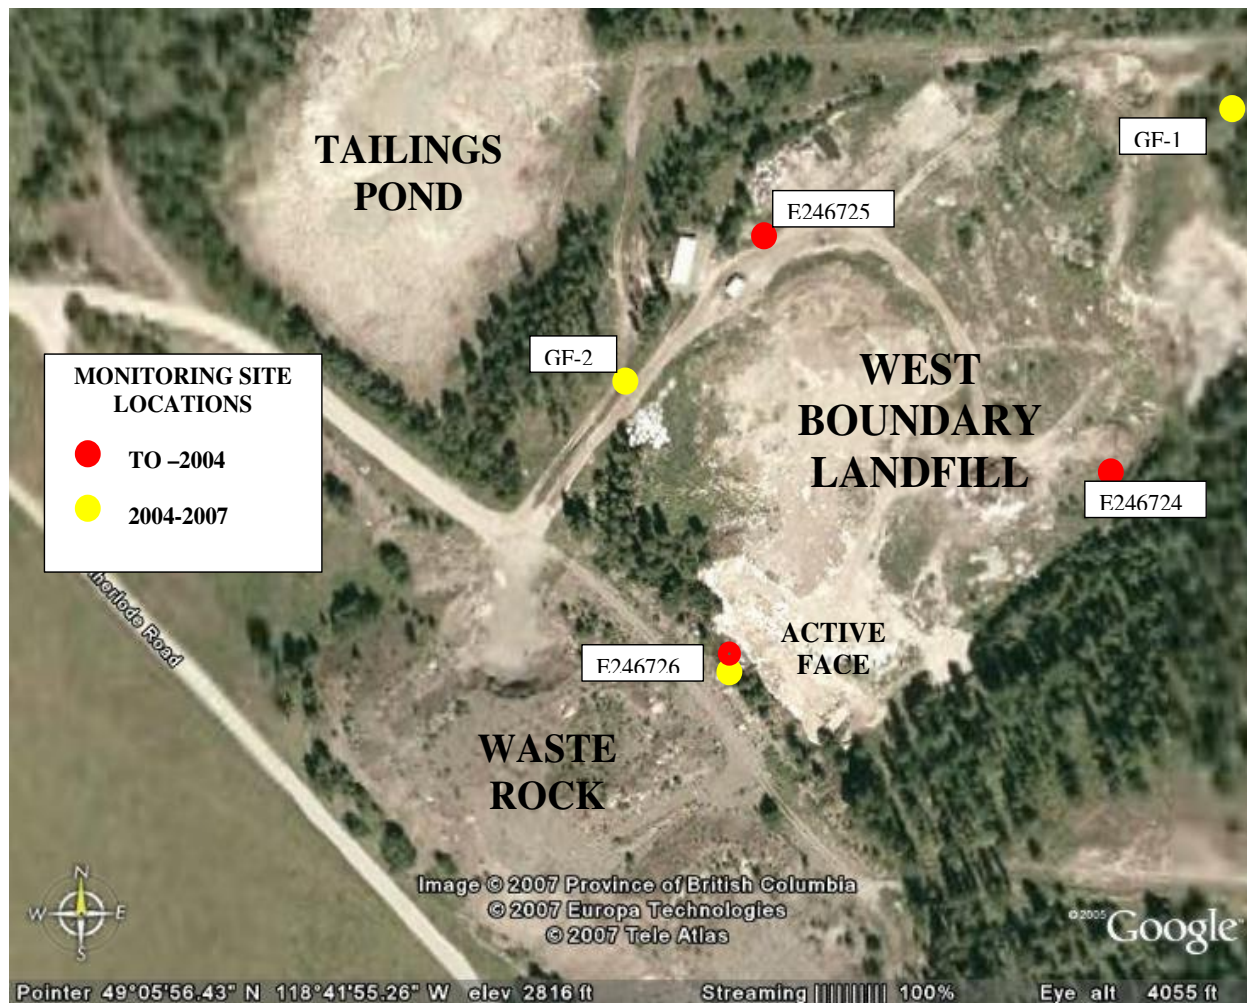 TAILINGS
POND
GF-1
E246725
GF-2
WEST
BOUNDARY
LANDFILL
MONITORING SITE
LOCATIONS
TO –2004
2004-2007
E246724
ACTIVE
FACE
E246726
Road
WASTE
ROCK
N
W E
S
Image © 2007 Province of British Columbia
© 2007 Europa Technologies
© 2007 Tele Atlas
©2005 Google
Pointer 49°05'56.43" N 118°41'55.26" W elev 2816 ft Streaming |||||||||| 100% Eye alt 4055 ft